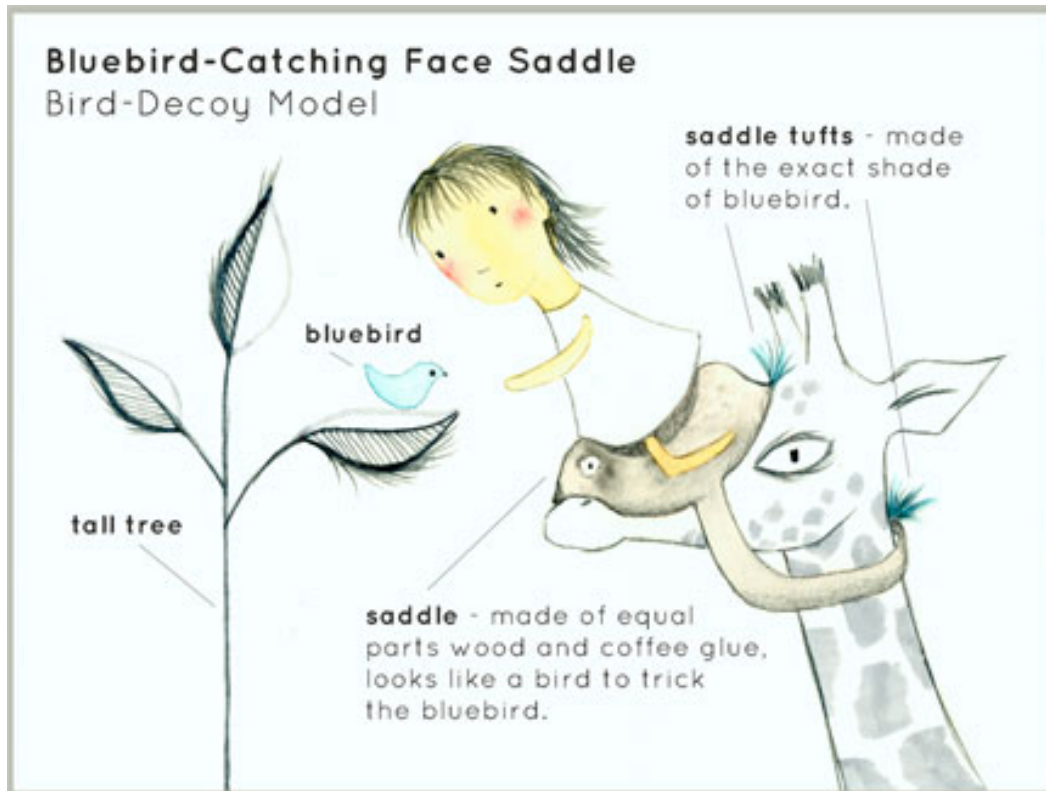 Bluebird-Catching Face Saddle
Bird-Decoy Model
saddle tufts - made
of the exact shade
of bluebird.
bluebird
tall tree
saddle - made of equal
parts wood and coffee glue,
looks like a bird to trick
the bluebird.